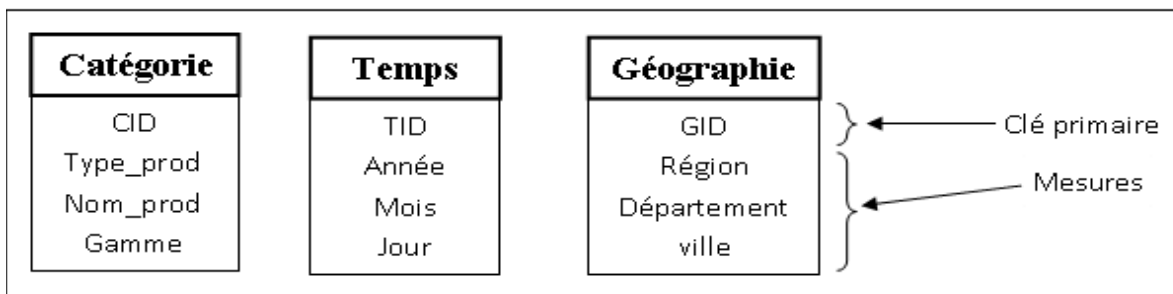 Catégorie
CID
Type_prod
Nom_prod
Gamme
Temps
TID
Année
Mois
Jour
Géographie
GID
Région
Département
ville
Clé primaire
Mesures